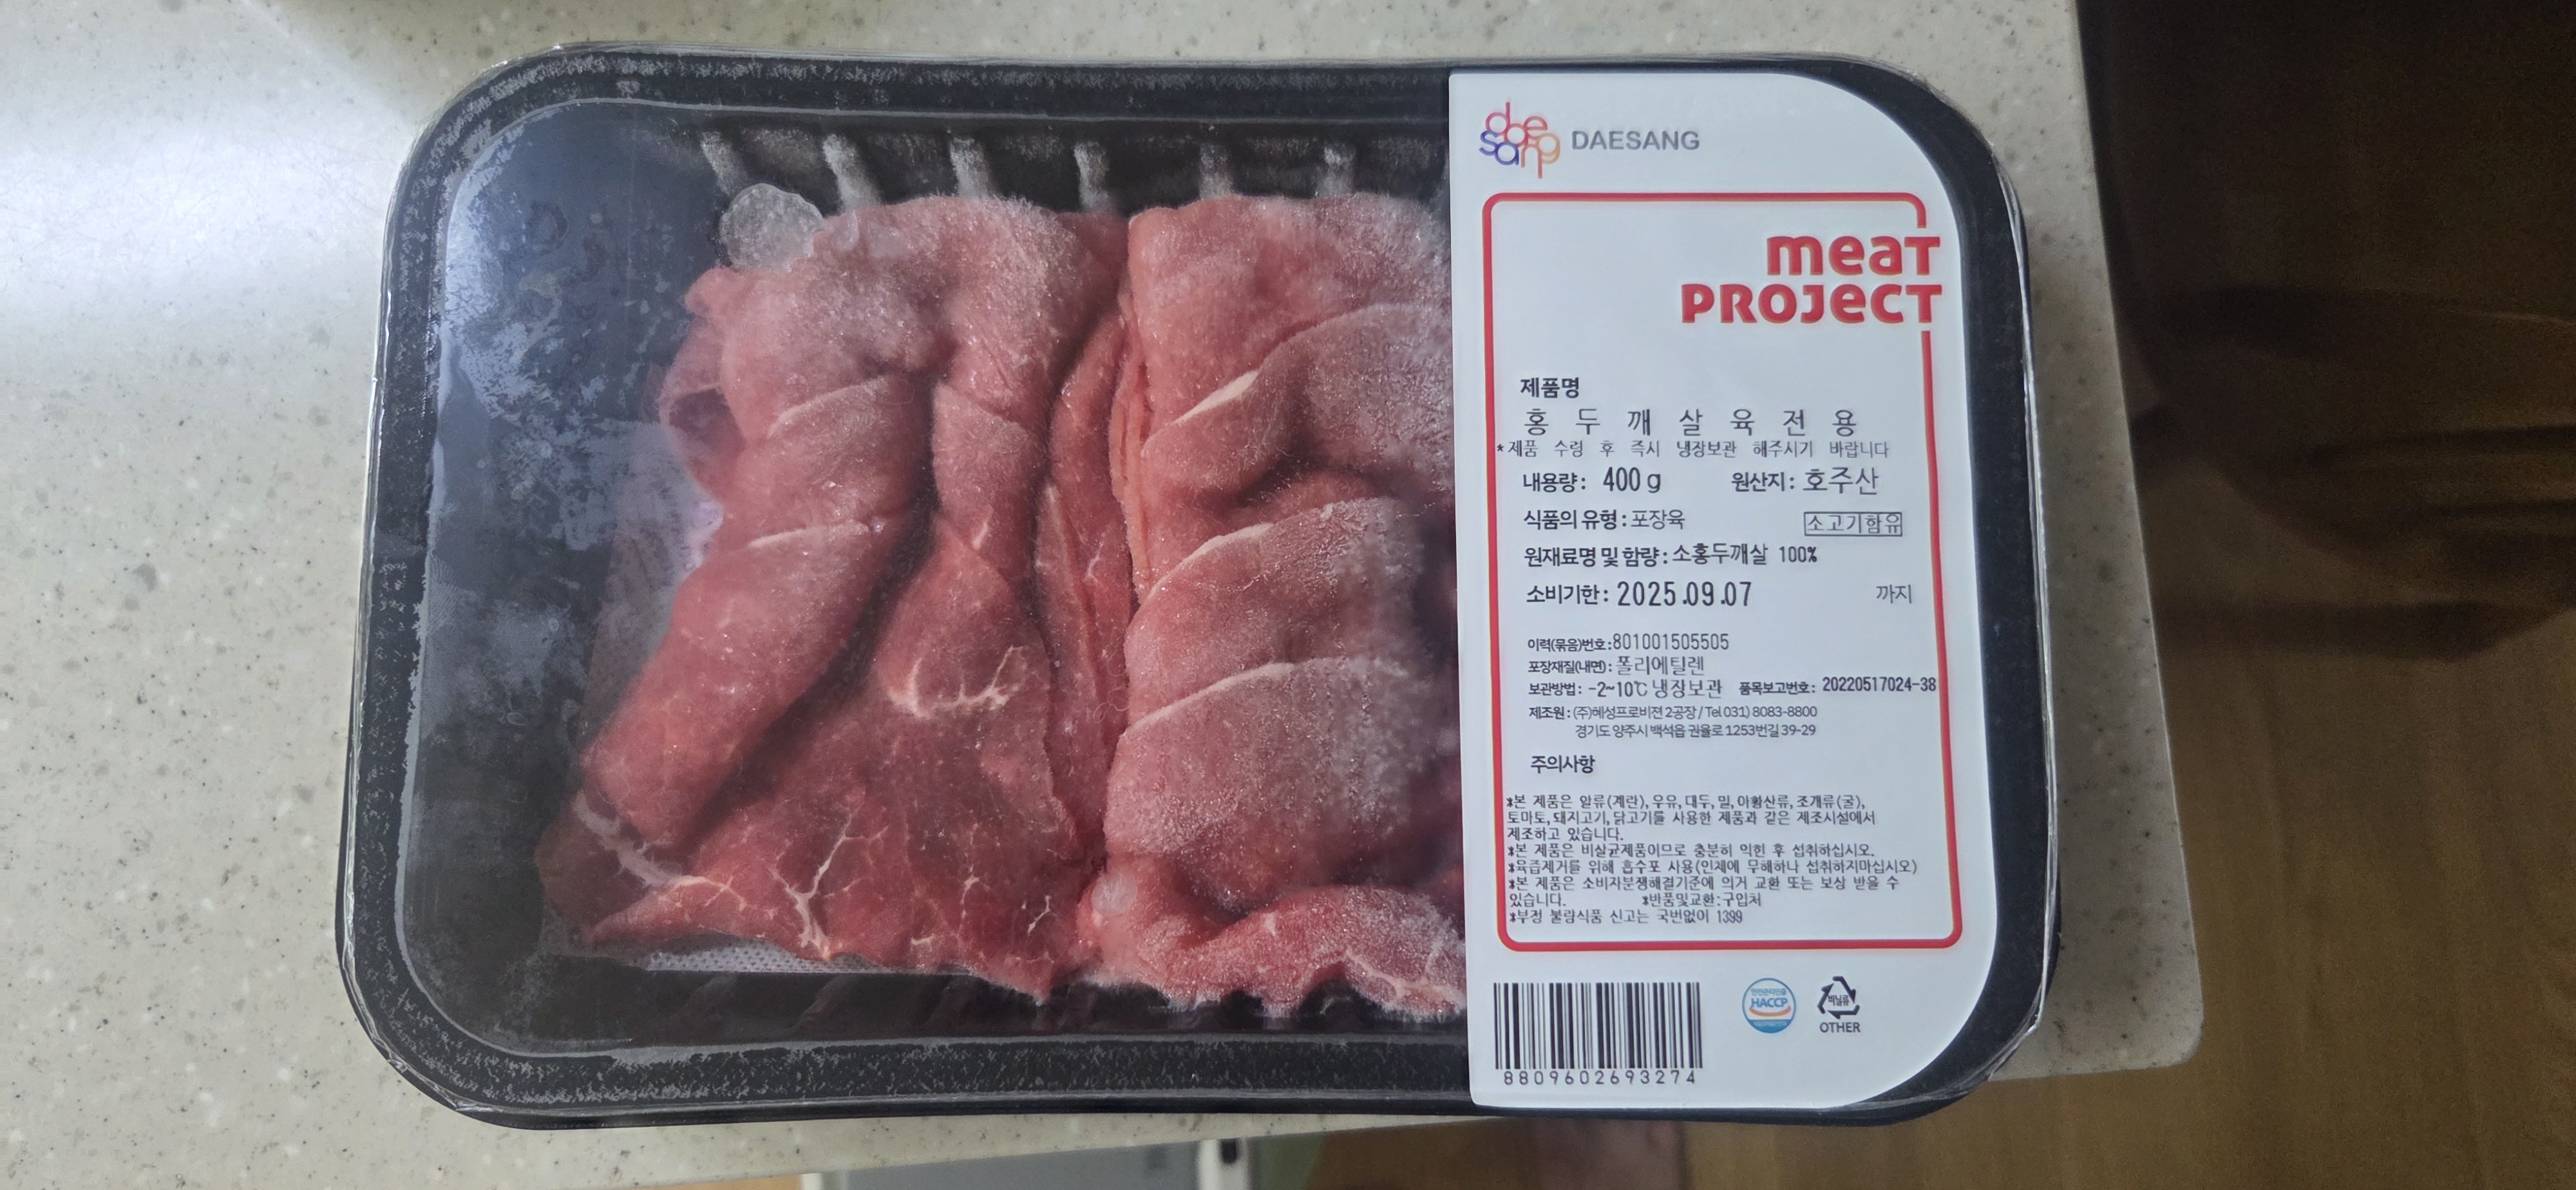 daesang DAESANG
meat
PROJECT
제품명
홍 두 깨 살 육 전 용
*제품 수령 후 즉시 냉장보관 해주시기 바랍니다
내용량: 400 g 원산지: 호주산
식품의 유형: 포장육 소고기함유
원재료명 및 함량: 소홍두깨살 100%
소비기한: 2025.09.07 까지
이력(묶음)번호:801001505505
포장재질(내면): 폴리에틸렌
보관방법: -2~10℃ 냉장보관 품목보고번호: 20220517024-38
제조원: (주)혜성프로비젼 2공장 / Tel 031) 8083-8800
경기도 양주시 백석읍 권율로 1253번길 39-29
주의사항
*본 제품은 알류(계란), 우유, 대두, 밀, 아황산류, 조개류(굴),
토마토, 돼지고기, 닭고기를 사용한 제품과 같은 제조시설에서
제조하고 있습니다.
*본 제품은 비살균제품이므로 충분히 익힌 후 섭취하십시오.
*육즙제거를 위해 흡수포 사용(인체에 무해하나 섭취하지마십시오)
*본 제품은 소비자분쟁해결기준에 의거 교환 또는 보상 받을 수
있습니다. *반품및교환:구입처
*부정 불량식품 신고는 국번없이 1399
8809602693274
HACCP
비닐류
OTHER